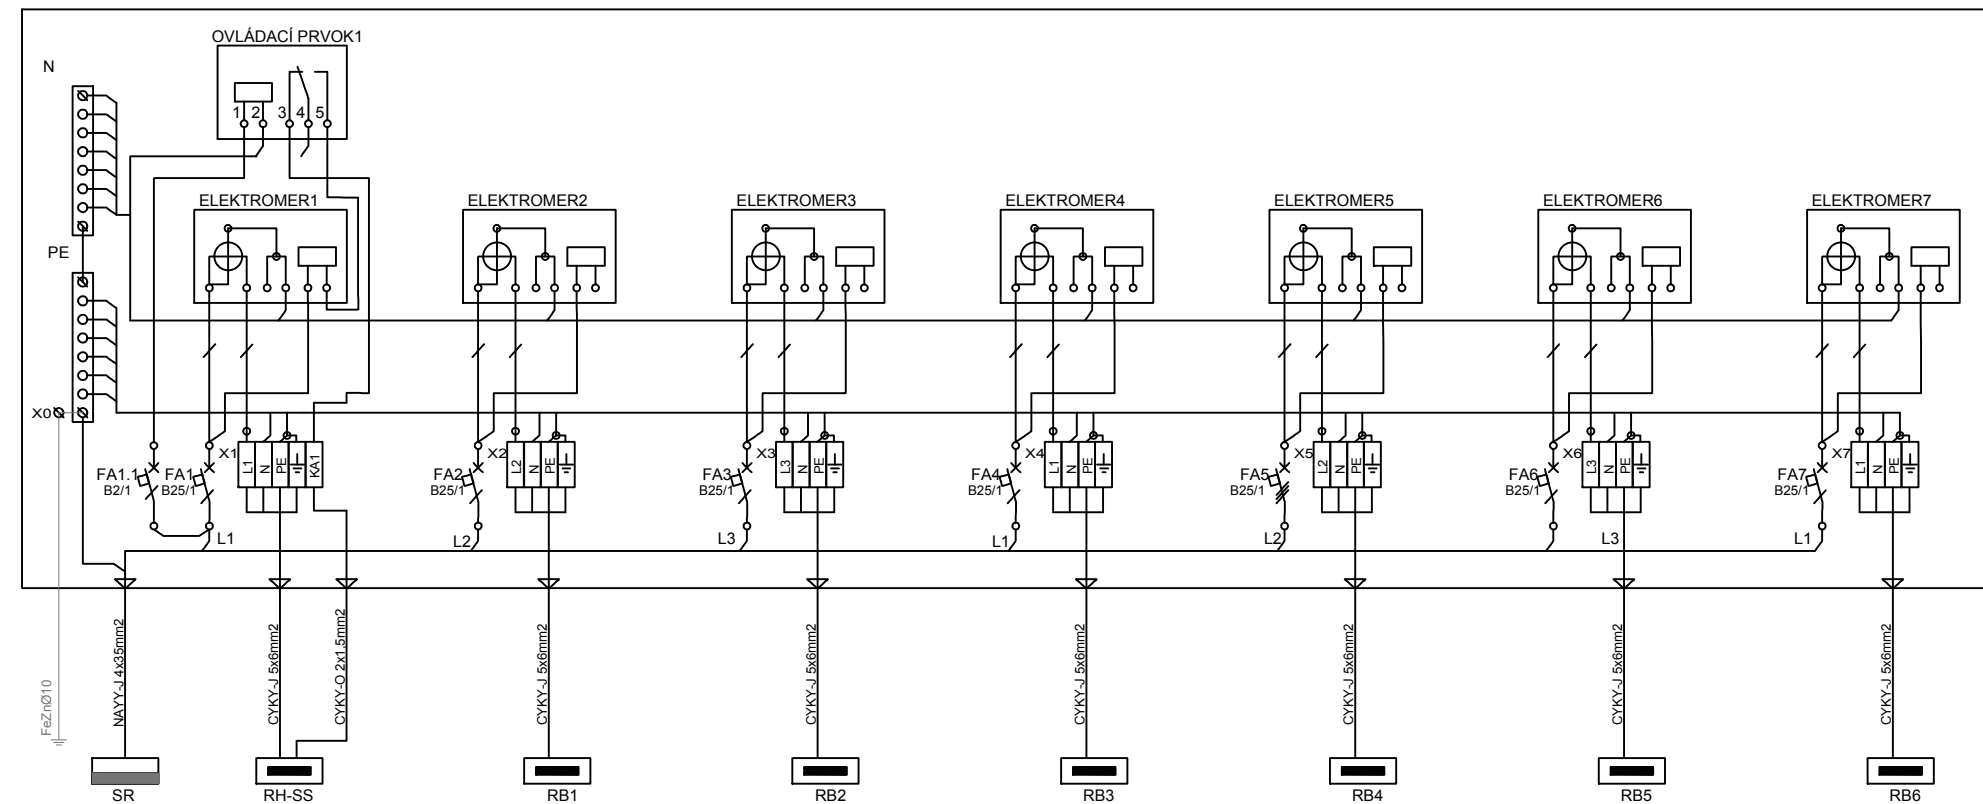 OVLÁDACÍ PRVOK1
N
1 2 3 4 5
ELEKTROMER1 ELEKTROMER2 ELEKTROMER3 ELEKTROMER4 ELEKTROMER5 ELEKTROMER6 ELEKTROMER7
PE
X0
X1 X2 X3 X4 X5 X6 X7
L1 N PE KA1
L2 N PE
L3 N PE
L1 N PE
L2 N PE
L3 N PE
L1 N PE
FA1.1 FA1 FA2 FA3 FA4 FA5 FA6 FA7
B2/1 B25/1 B25/1 B25/1 B25/1 B25/1 B25/1 B25/1
L1 L2 L3 L1 L2 L3 L1
FeZnØ10
NAYY-J 4x35mm2
CYKY-J 5x6mm2
CYKY-O 2x1.5mm2
CYKY-J 5x6mm2
CYKY-J 5x6mm2
CYKY-J 5x6mm2
CYKY-J 5x6mm2
CYKY-J 5x6mm2
CYKY-J 5x6mm2
SR RH-SS RB1 RB2 RB3 RB4 RB5 RB6